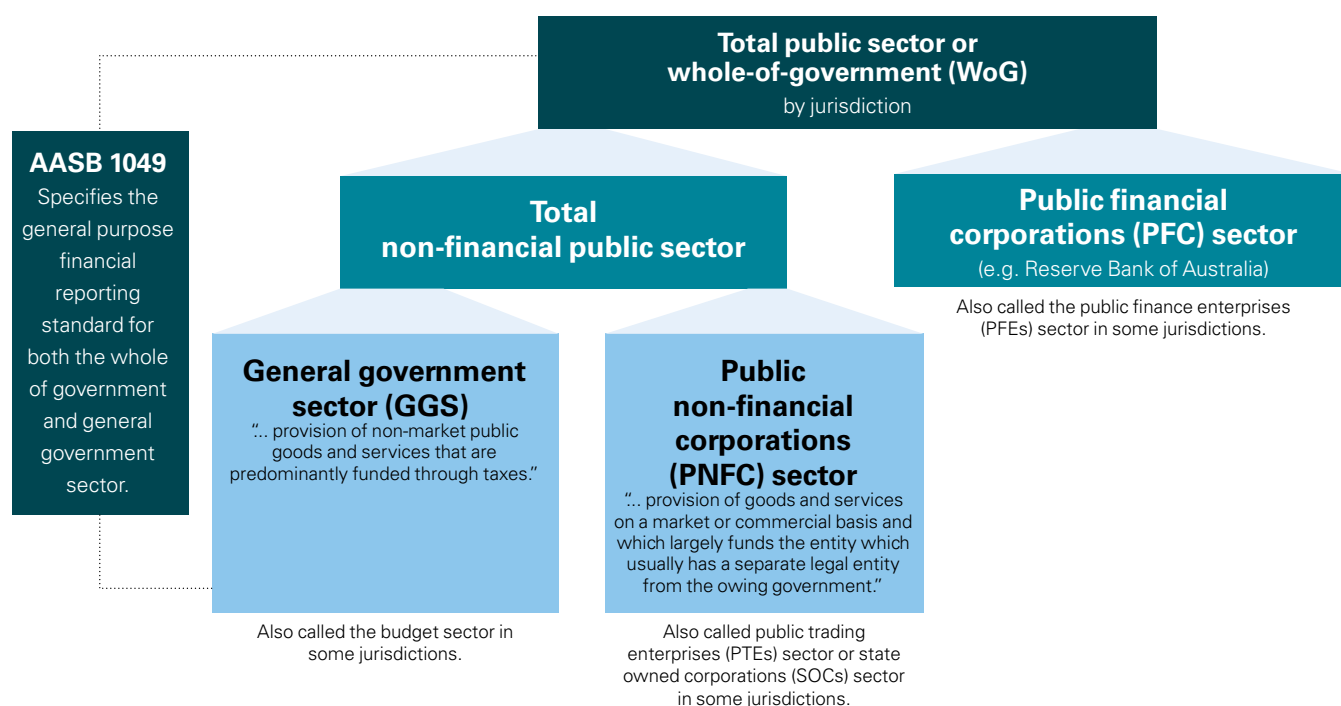 Total public sector or
whole-of-government (WoG)
by jurisdiction
AASB 1049
Specifies the
general purpose
financial
reporting
standard for
both the whole
of government
and general
government
sector.
Total
non-financial public sector
Public financial
corporations (PFC) sector
(e.g. Reserve Bank of Australia)
Also called the public finance enterprises
(PFEs) sector in some jurisdictions.
General government
sector (GGS)
“... provision of non-market public
goods and services that are
predominantly funded through taxes.”
Also called the budget sector in
some jurisdictions.
Public
non-financial
corporations
(PNFC) sector
“... provision of goods and services
on a market or commercial basis and
which largely funds the entity which
usually has a separate legal entity
from the owing government.”
Also called public trading
enterprises (PTEs) sector or state
owned corporations (SOCs) sector
in some jurisdictions.